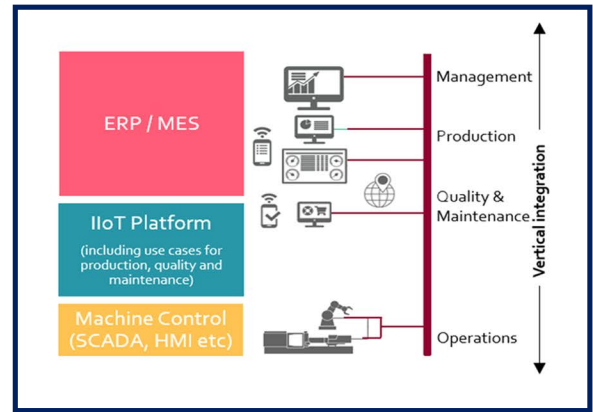 ERP / MES
IIoT Platform
(including use cases for
production, quality and
maintenance)
Machine Control
(SCADA, HMI etc)
Management
Production
Quality &
Maintenance
Operations
Vertical integration